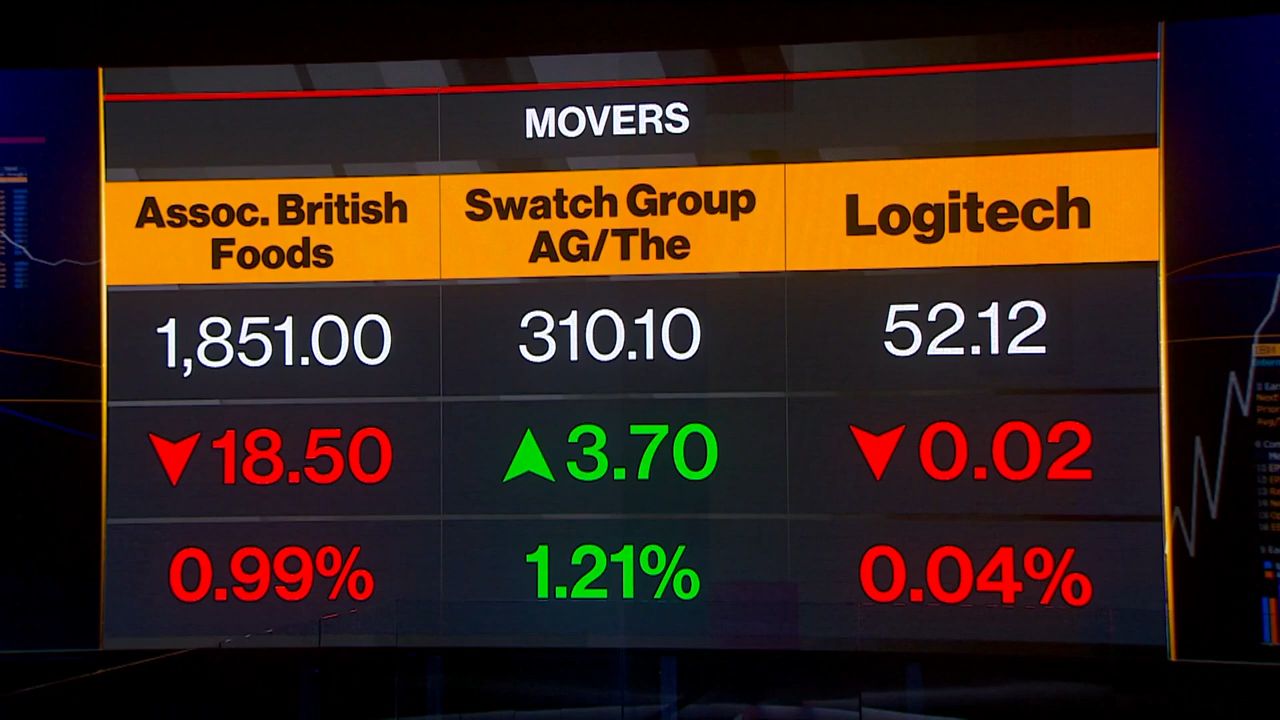 MOVERS
Assoc. British
Foods
Swatch Group
AG/The
Logitech
1,851.00
310.10
52.12
▼18.50
▲3.70
▼0.02
0.99%
1.21%
0.04%